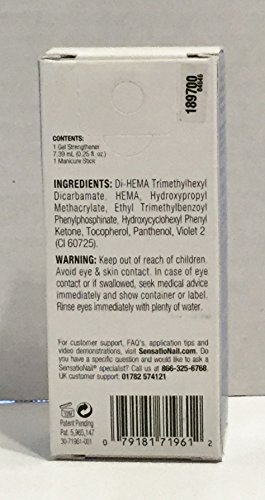 189700
84046
CONTENTS:
1 Gel Strengthener
7.39 mL (0.25 fl oz.)
1 Manicure Stick
INGREDIENTS: Di-HEMA Trimethylhexyl
Dicarbamate, HEMA, Hydroxypropyl
Methacrylate, Ethyl Trimethylbenzoyl
Phenylphosphinate, Hydroxycyclohexyl Phenyl
Ketone, Tocopherol, Panthenol, Violet 2
(CI 60725).
WARNING: Keep out of reach of children.
Avoid eye & skin contact. In case of eye
contact or if swallowed, seek medical advice
immediately and show container or label.
Rinse eyes immediately with plenty of water.
For customer support, FAQ's, application tips and
video demonstrations, visit SensatioNail.com. Do
you have a specific question and would like to ask a
SensatioNail® specialist? Call us at 866-325-6768.
UK customer support: 01782 574121
Patent Pending
Pat. 5,965,147
30-71961-001
0 79181 71961 2